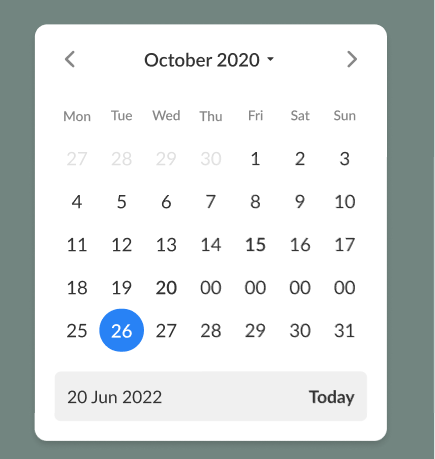 October 2020
Mon Tue Wed Thu Fri Sat Sun
27 28 29 30 1 2 3
4 5 6 7 8 9 10
11 12 13 14 15 16 17
18 19 20 00 00 00 00
25 26 27 28 29 30 31
20 Jun 2022 Today